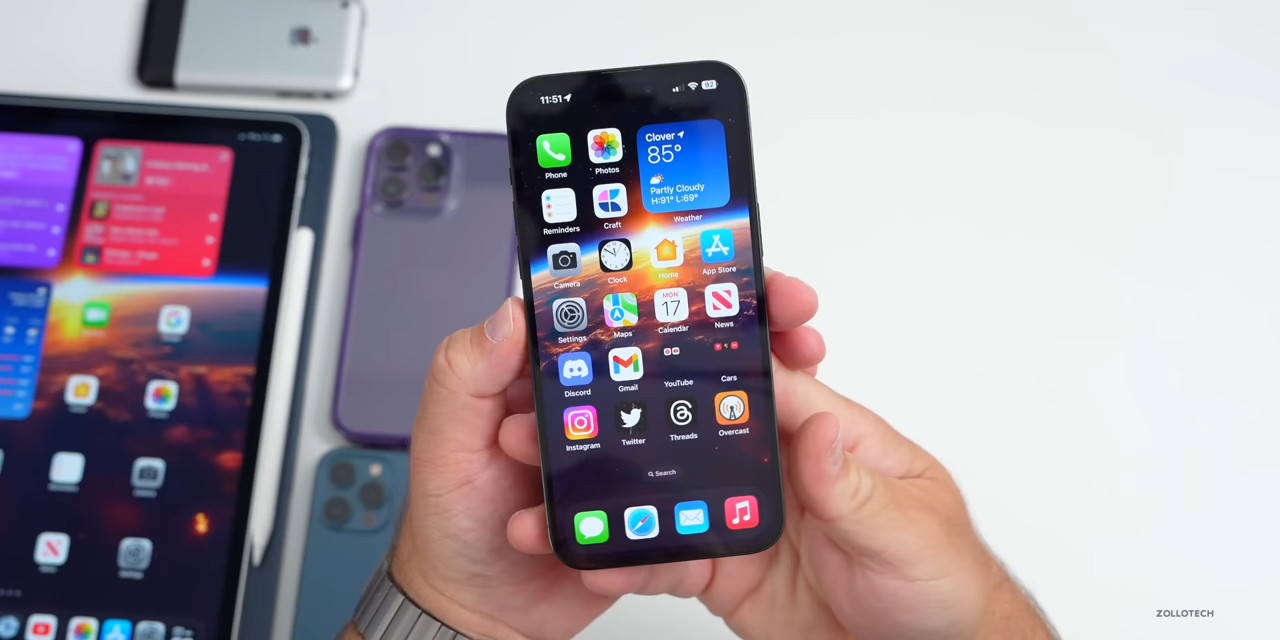 11:51
92
Clover
85°
Partly Cloudy
H:91° L:69°
Weather
Phone
Photos
Reminders
Craft
Camera
Clock
Home
App Store
MON
17
Settings
Maps
Calendar
News
Discord
Gmail
YouTube
Cars
Instagram
Twitter
Threads
Overcast
Search
ZOLLOTECH